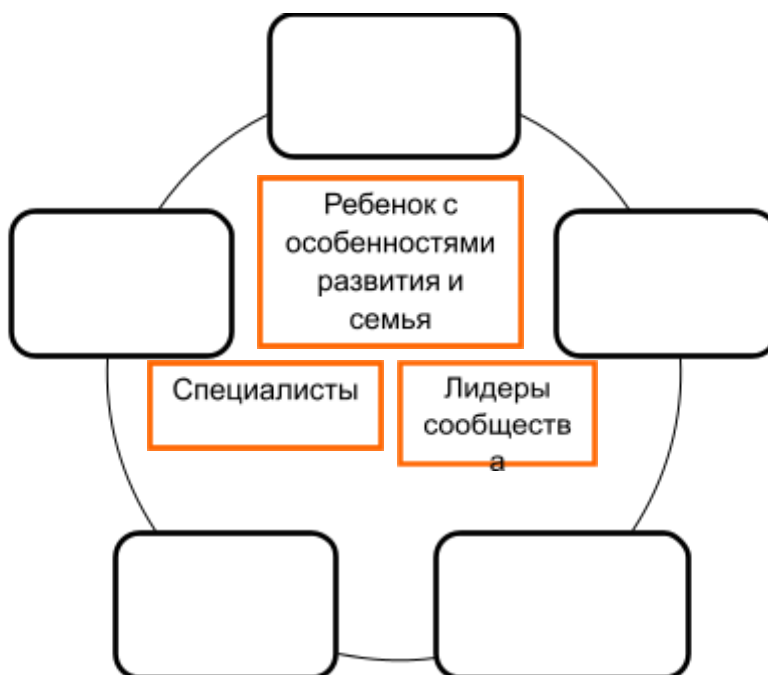 Ребенок с
особенностями
развития и
семья
Специалисты
Лидеры
сообществ
а